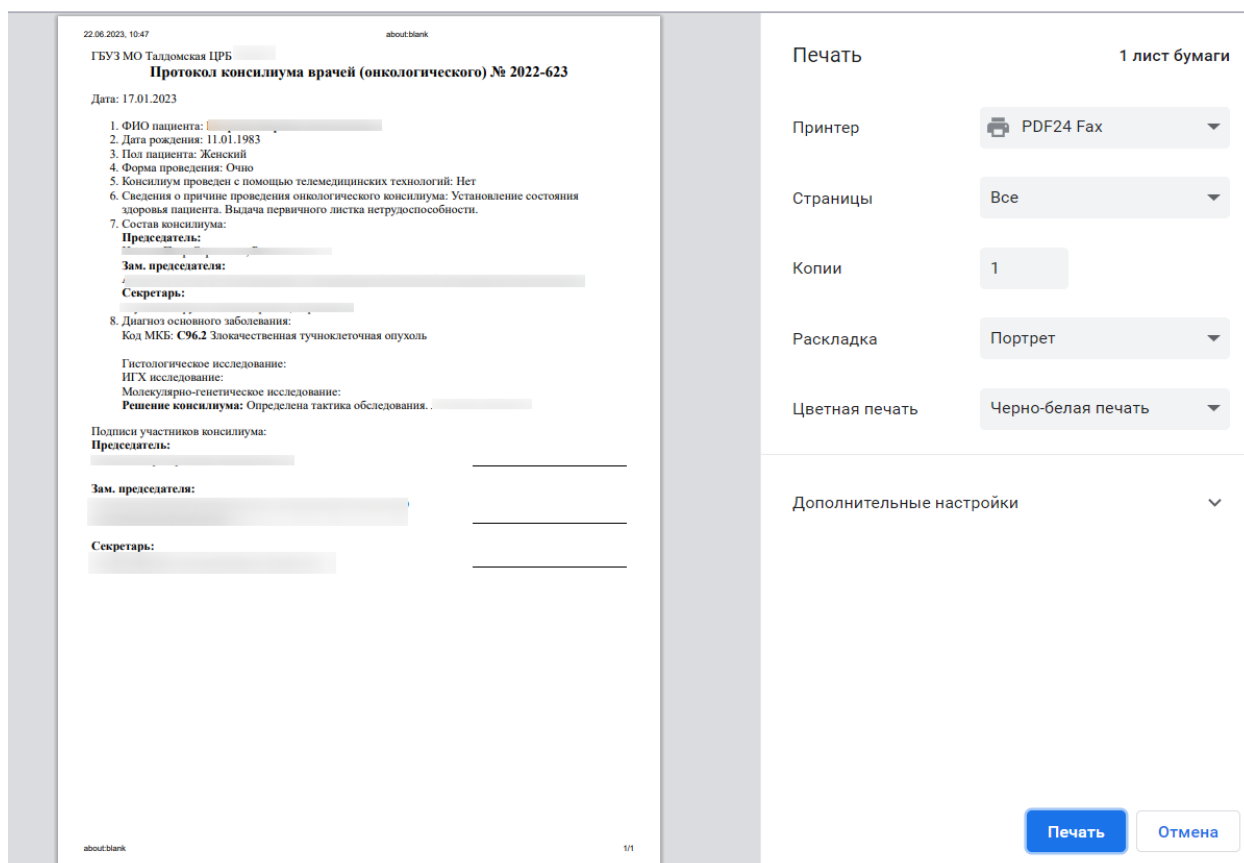 22.06.2023, 10:47
about:blank
ГБУЗ МО Талдомская ЦРБ
Протокол консилиума врачей (онкологического) № 2022-623
Дата: 17.01.2023
1. ФИО пациента:
2. Дата рождения: 11.01.1983
3. Пол пациента: Женский
4. Форма проведения: Очно
5. Консилиум проведен с помощью телемедицинских технологий: Нет
6. Сведения о причине проведения онкологического консилиума: Установление состояния
здоровья пациента. Выдача первичного листка нетрудоспособности.
7. Состав консилиума:
Председатель:
Зам. председателя:
Секретарь:
8. Диагноз основного заболевания:
Код МКБ: C96.2 Злокачественная тучноклеточная опухоль
Гистологическое исследование:
ИГХ исследование:
Молекулярно-генетическое исследование:
Решение консилиума: Определена тактика обследования.
Подписи участников консилиума:
Председатель:
Зам. председателя:
Секретарь:
about:blank
1/1
Печать
1 лист бумаги
Принтер
PDF24 Fax
Страницы
Все
Копии
1
Раскладка
Портрет
Цветная печать
Черно-белая печать
Дополнительные настройки
Печать
Отмена